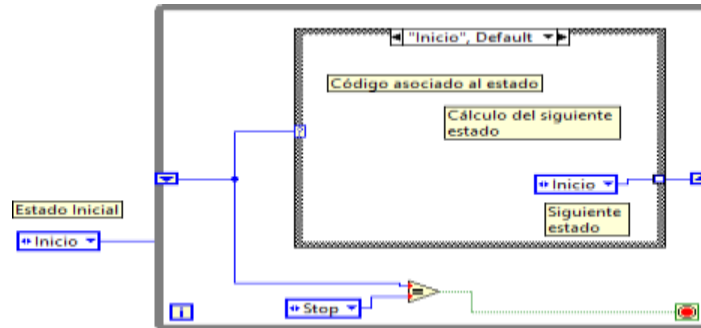 "Inicio", Default
Código asociado al estado
Cálculo del siguiente
estado
Inicio
Siguiente
estado
Estado Inicial
Inicio
Stop
i